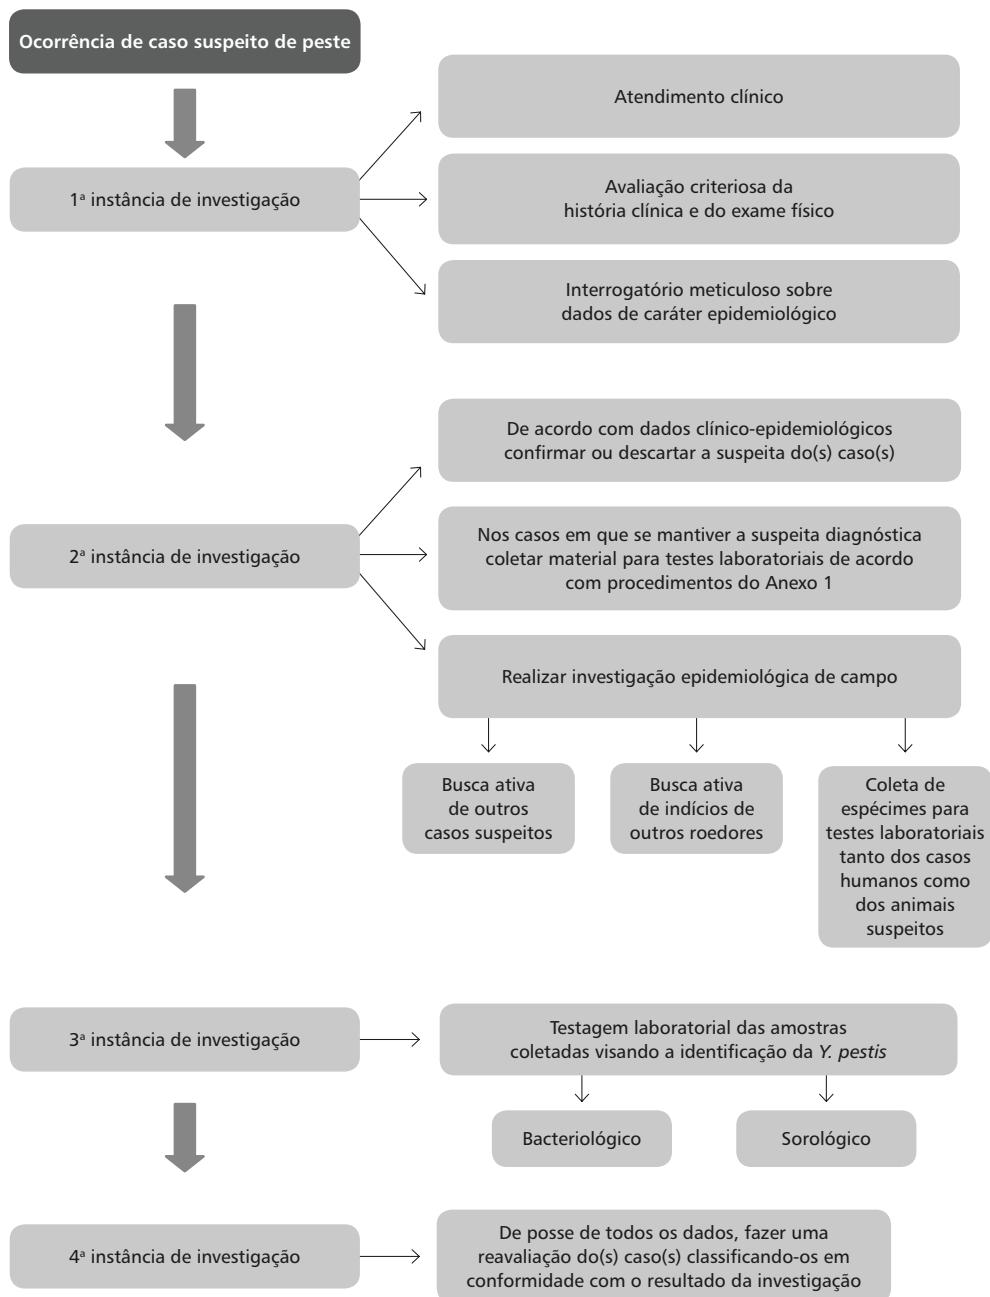 Ocorrência de caso suspeito de peste
1ª instância de investigação
Atendimento clínico
Avaliação criteriosa da
história clínica e do exame físico
Interrogatório meticuloso sobre
dados de caráter epidemiológico
2ª instância de investigação
De acordo com dados clínico-epidemiológicos
confirmar ou descartar a suspeita do(s) caso(s)
Nos casos em que se mantiver a suspeita diagnóstica
coletar material para testes laboratoriais de acordo
com procedimentos do Anexo 1
Realizar investigação epidemiológica de campo
Busca ativa
de outros
casos suspeitos
Busca ativa
de indícios de
outros roedores
Coleta de
espécimes para
testes laboratoriais
tanto dos casos
humanos como
dos animais
suspeitos
3ª instância de investigação
Testagem laboratorial das amostras
coletadas visando a identificação da Y. pestis
Bacteriológico
Sorológico
4ª instância de investigação
De posse de todos os dados, fazer uma
reavaliação do(s) caso(s) classificando-os em
conformidade com o resultado da investigação